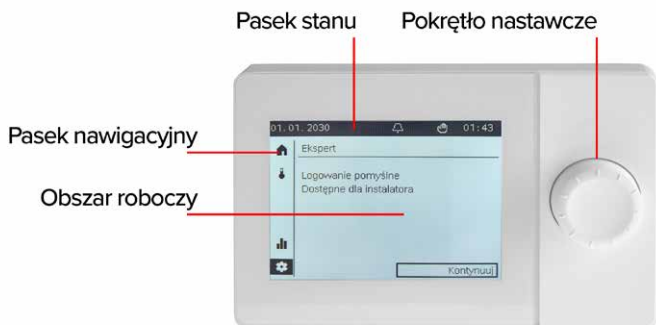 Pasek stanu
Pokrętło nastawcze
01. 01. 2030 01:43
Pasek nawigacyjny
Ekspert
Logowanie pomyślne
Dostępne dla instalatora
Obszar roboczy
Kontynuuj